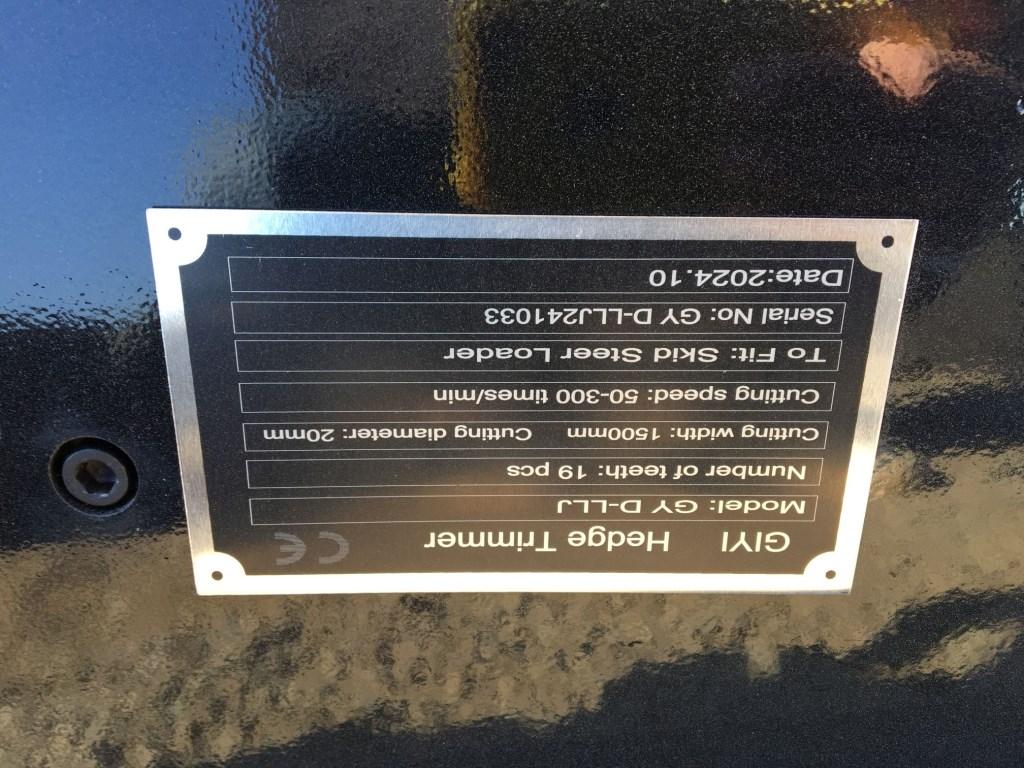 GIYI Hedge Trimmer CE
Model: GY D-LLJ
Number of teeth: 19 pcs
Cutting width: 1500mm Cutting diameter: 20mm
Cutting speed: 50-300 times/min
To Fit: Skid Steer Loader
Serial No: GY D-LLJ241033
Date:2024.10